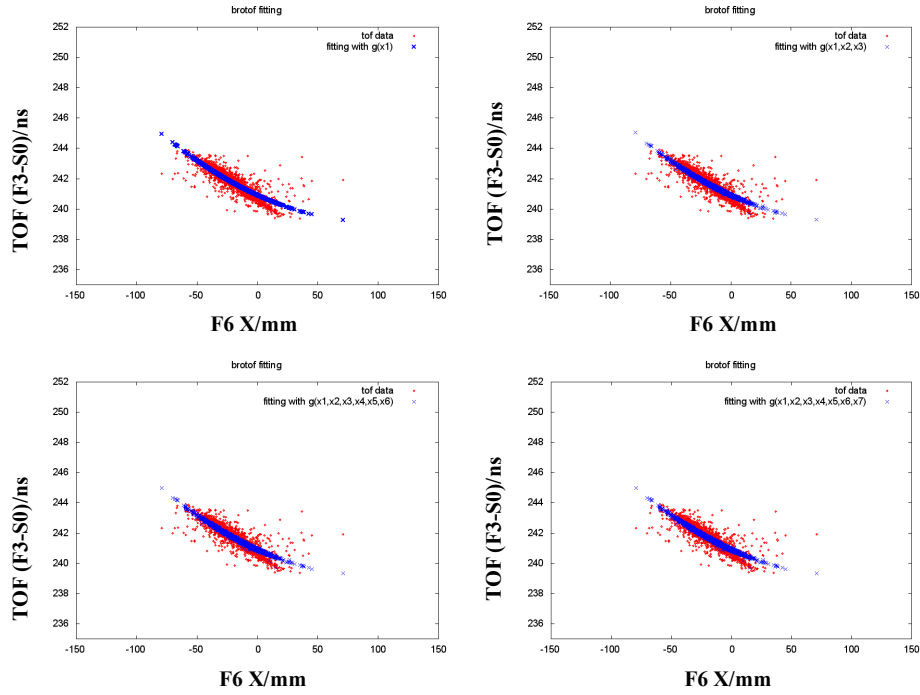 brotof fitting
252
250
248
246
244
242
240
238
236
tof data
fitting with g(x1)
TOF (F3-S0)/ns
-150 -100 -50 0 50 100 150
F6 X/mm
brotof fitting
252
250
248
246
244
242
240
238
236
tof data
fitting with g(x1,x2,x3)
TOF (F3-S0)/ns
-150 -100 -50 0 50 100 150
F6 X/mm
brotof fitting
252
250
248
246
244
242
240
238
236
tof data
fitting with g(x1,x2,x3,x4,x5,x6)
TOF (F3-S0)/ns
-150 -100 -50 0 50 100 150
F6 X/mm
brotof fitting
252
250
248
246
244
242
240
238
236
tof data
fitting with g(x1,x2,x3,x4,x5,x6,x7)
TOF (F3-S0)/ns
-150 -100 -50 0 50 100 150
F6 X/mm